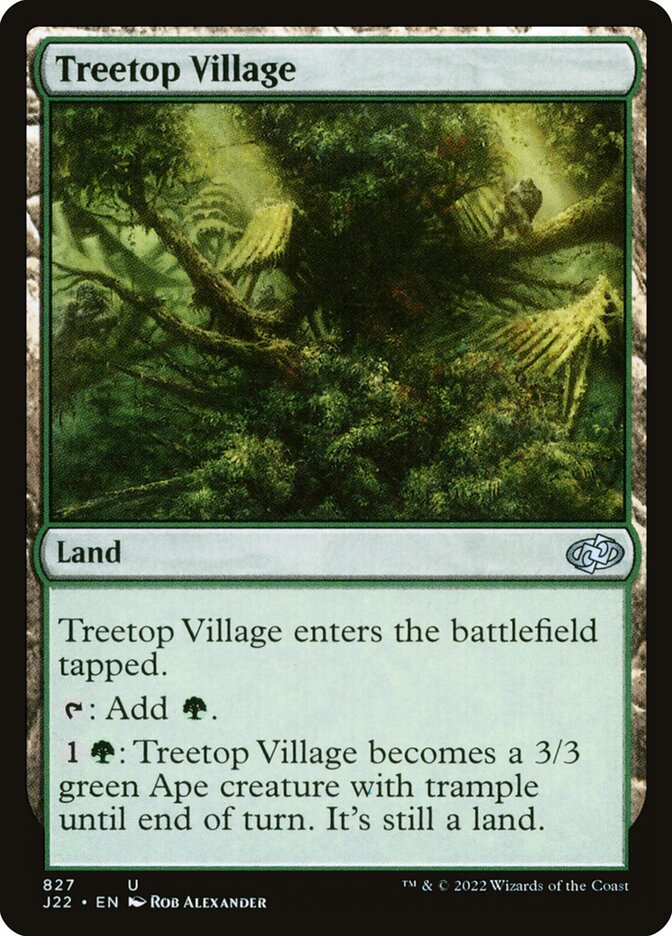 Treetop Village
Land
Treetop Village enters the battlefield
tapped.
: Add .
1 : Treetop Village becomes a 3/3
green Ape creature with trample
until end of turn. It's still a land.
827 U
J22 • EN Rob Alexander
™ & © 2022 Wizards of the Coast